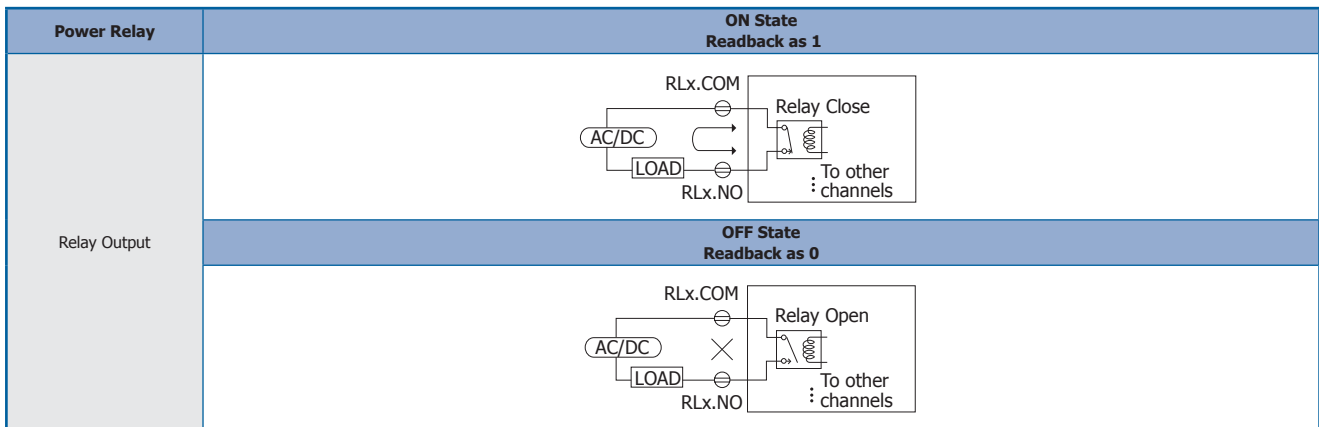 Power Relay
ON State
Readback as 1
Relay Output
RLx.COM
Relay Close
AC/DC
LOAD
RLx.NO
To other
channels
OFF State
Readback as 0
RLx.COM
Relay Open
AC/DC
LOAD
RLx.NO
To other
channels